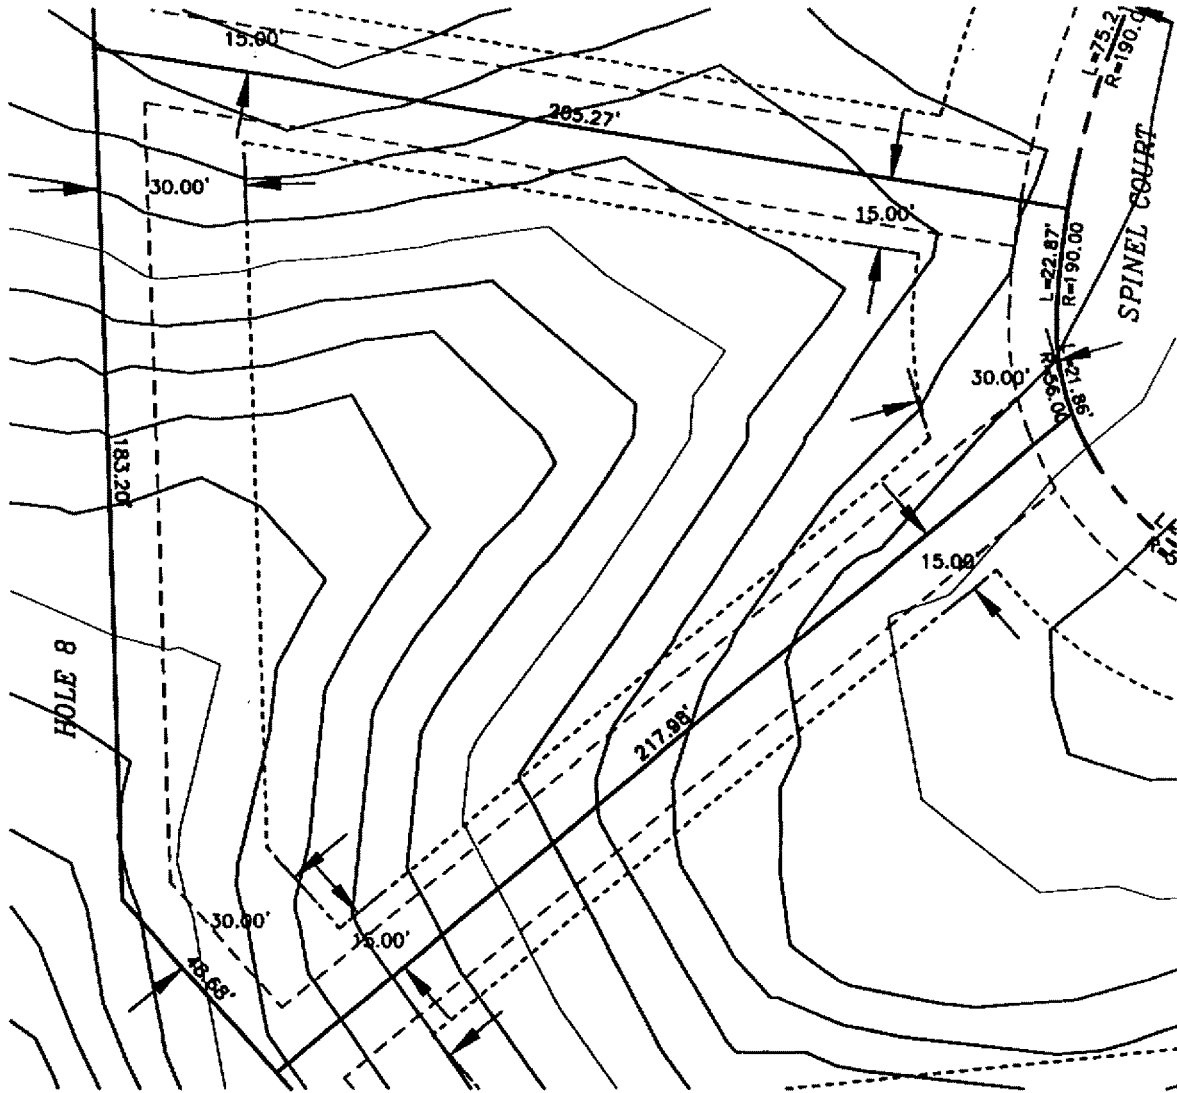 15.00'
L=75.2
R=190.0
205.27'
30.00'
15.00'
SPINEL COURT
L=22.87'
R=190.00
30.00'
L=21.86'
R=56.00
183.20'
15.00'
HOLE 8
217.98'
30.00'
15.00'
48.68'